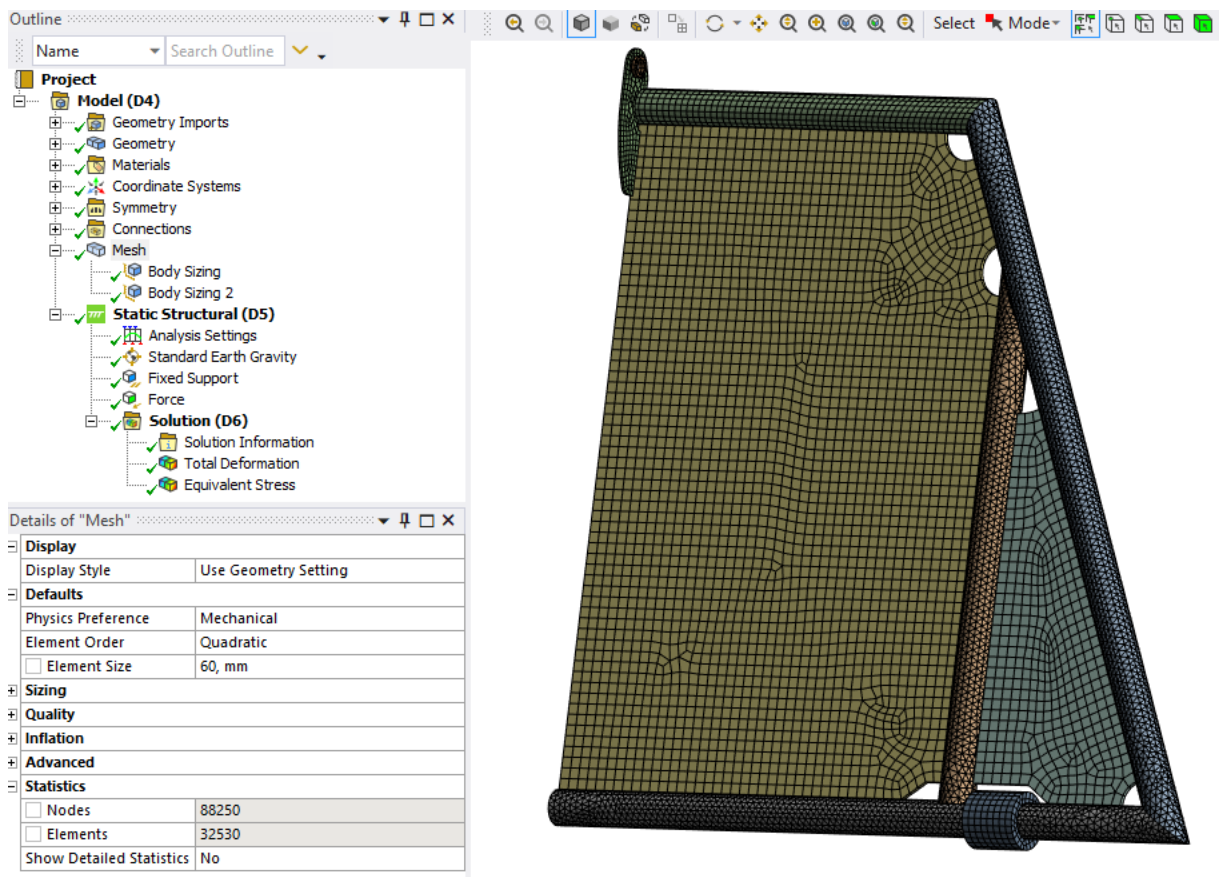 Outline
Name
Search Outline
Select
Mode
Project
Model (D4)
Geometry Imports
Geometry
Materials
Coordinate Systems
Symmetry
Connections
Mesh
Body Sizing
Body Sizing 2
Static Structural (D5)
Analysis Settings
Standard Earth Gravity
Fixed Support
Force
Solution (D6)
Solution Information
Total Deformation
Equivalent Stress
Details of "Mesh"
Display
Display Style Use Geometry Setting
Defaults
Physics Preference Mechanical
Element Order Quadratic
Element Size 60, mm
Sizing
Quality
Inflation
Advanced
Statistics
Nodes 88250
Elements 32530
Show Detailed Statistics No